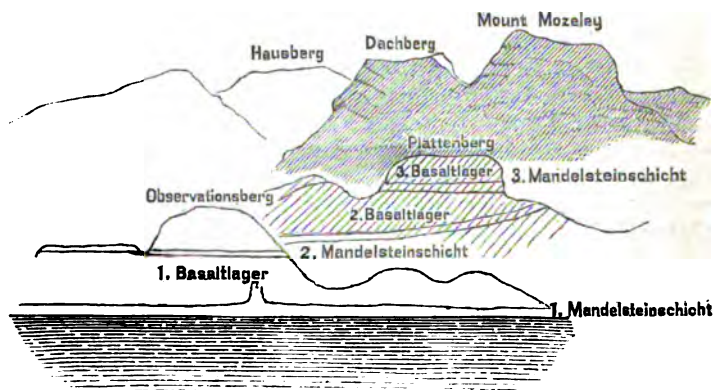 Mount Mozeley
Dachberg
Hausberg
Plattenberg
3. Basaltlager
3. Mandelsteinschicht
Observationsberg
2. Basaltlager
2. Mandelsteinschicht
1. Basaltlager
1. Mandelsteinschicht